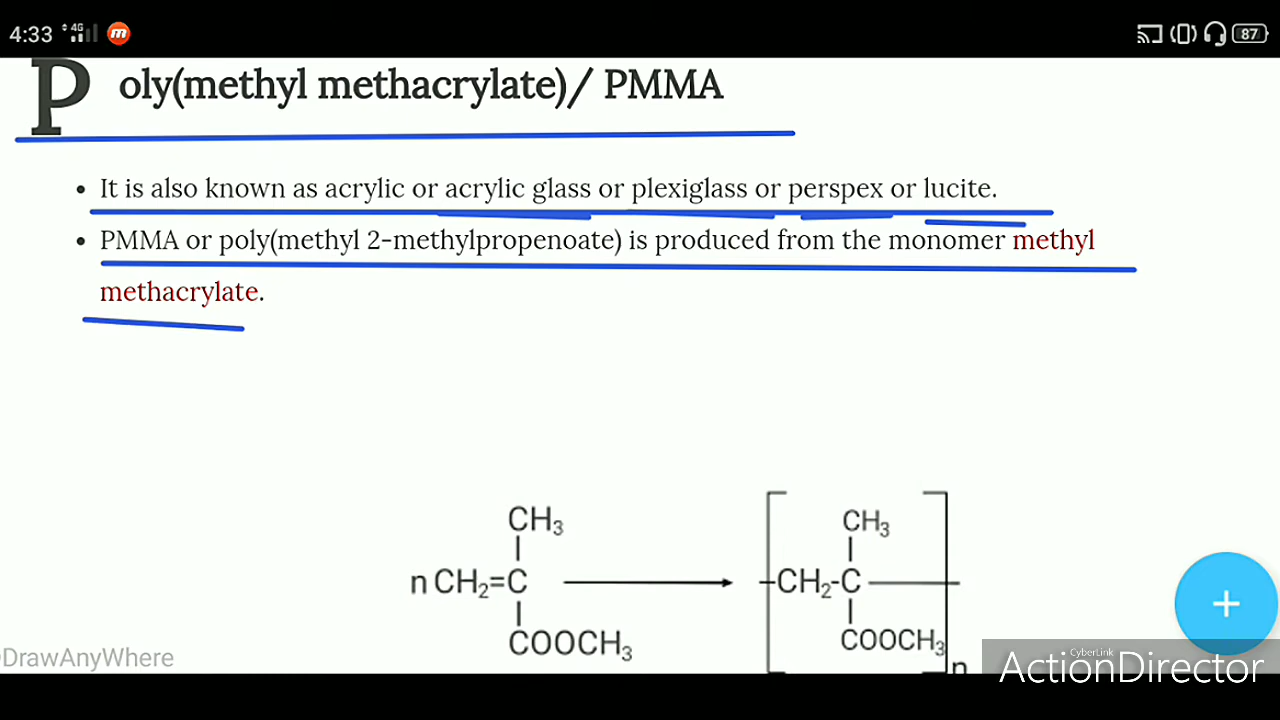 4:33 4G m 87
Poly(methyl methacrylate)/ PMMA
It is also known as acrylic or acrylic glass or plexiglass or perspex or lucite.
PMMA or poly(methyl 2-methylpropenoate) is produced from the monomer methyl
methacrylate.
CH₃ CH₃
n CH₂=C -CH₂-C
COOCH₃ COOCH₃
n
DrawAnyWhere
+
CyberLink
ActionDirector